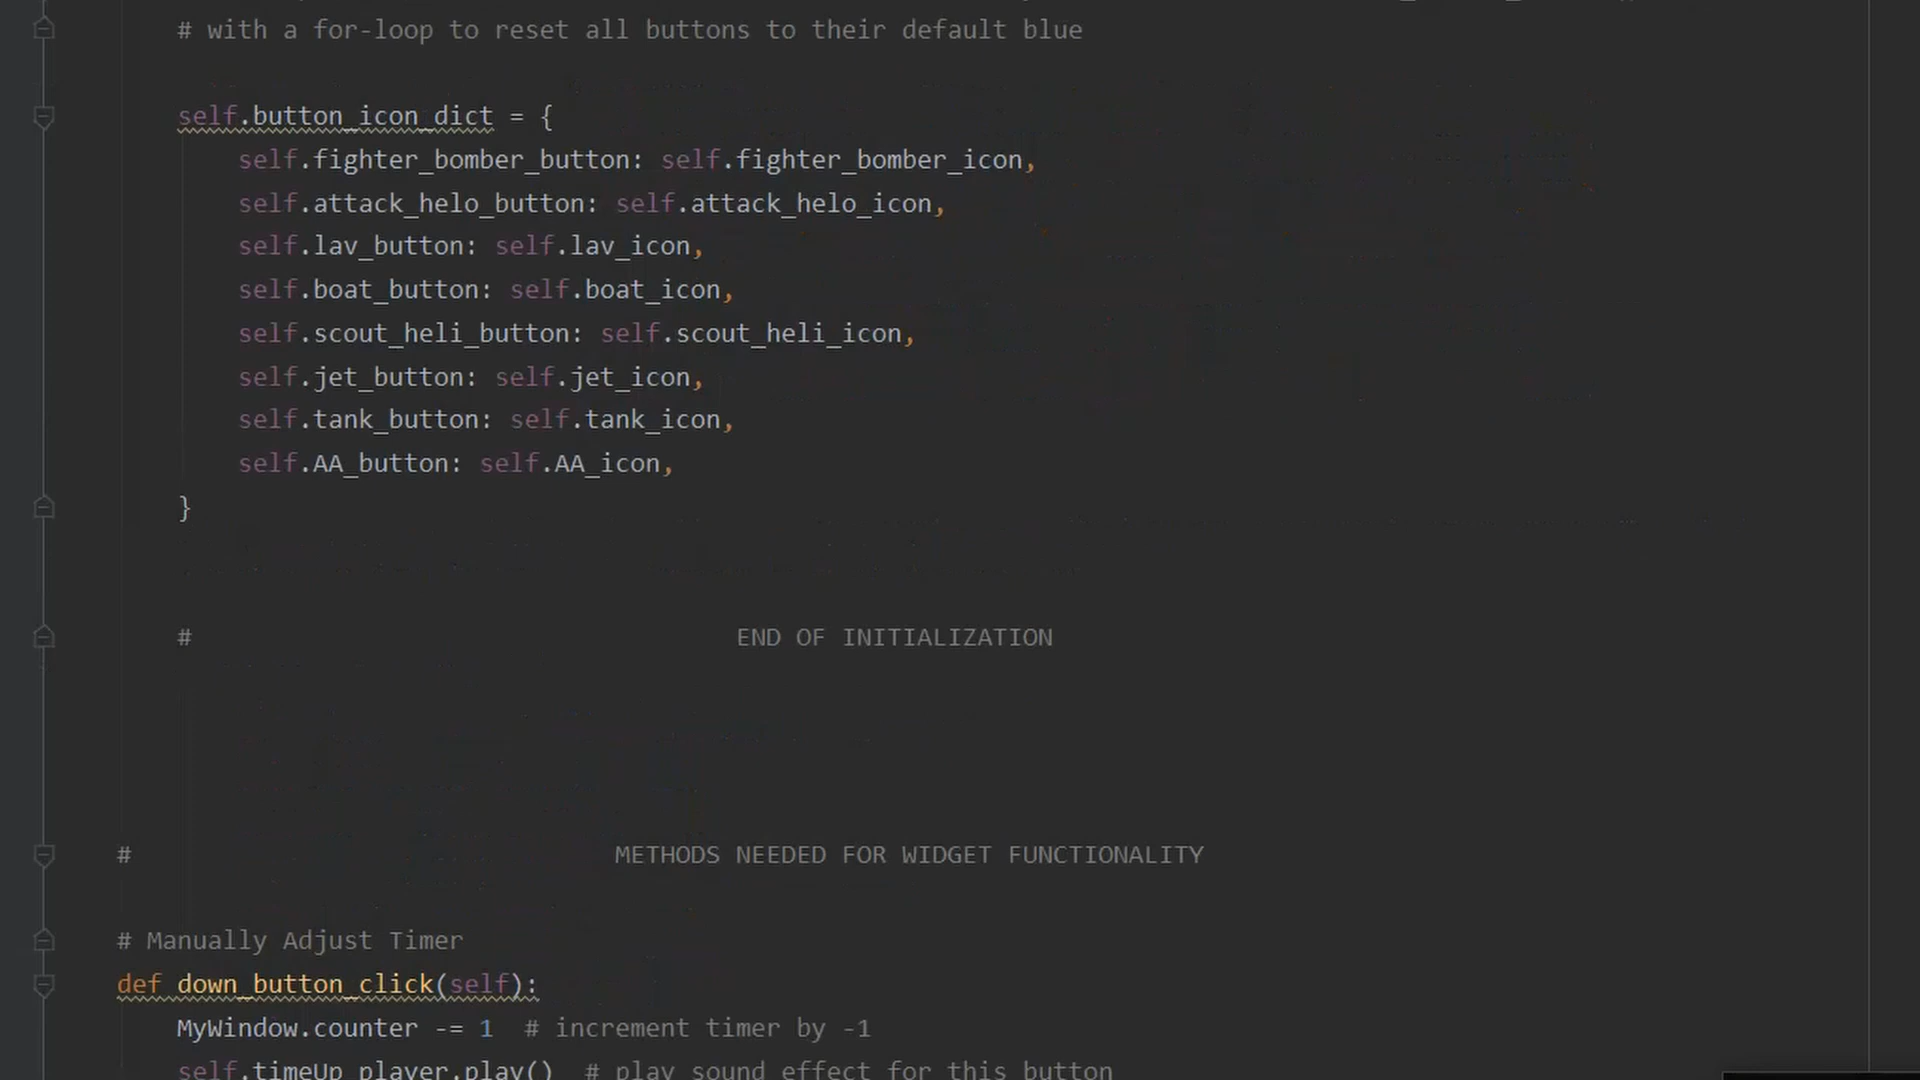 # with a for-loop to reset all buttons to their default blue
self.button_icon_dict = {
self.fighter_bomber_button: self.fighter_bomber_icon,
self.attack_helo_button: self.attack_helo_icon,
self.lav_button: self.lav_icon,
self.boat_button: self.boat_icon,
self.scout_heli_button: self.scout_heli_icon,
self.jet_button: self.jet_icon,
self.tank_button: self.tank_icon,
self.AA_button: self.AA_icon,
}
# END OF INITIALIZATION
# METHODS NEEDED FOR WIDGET FUNCTIONALITY
# Manually Adjust Timer
def down_button_click(self):
MyWindow.counter -= 1 # increment timer by -1
self.timeUp_player.play() # play sound effect for this button